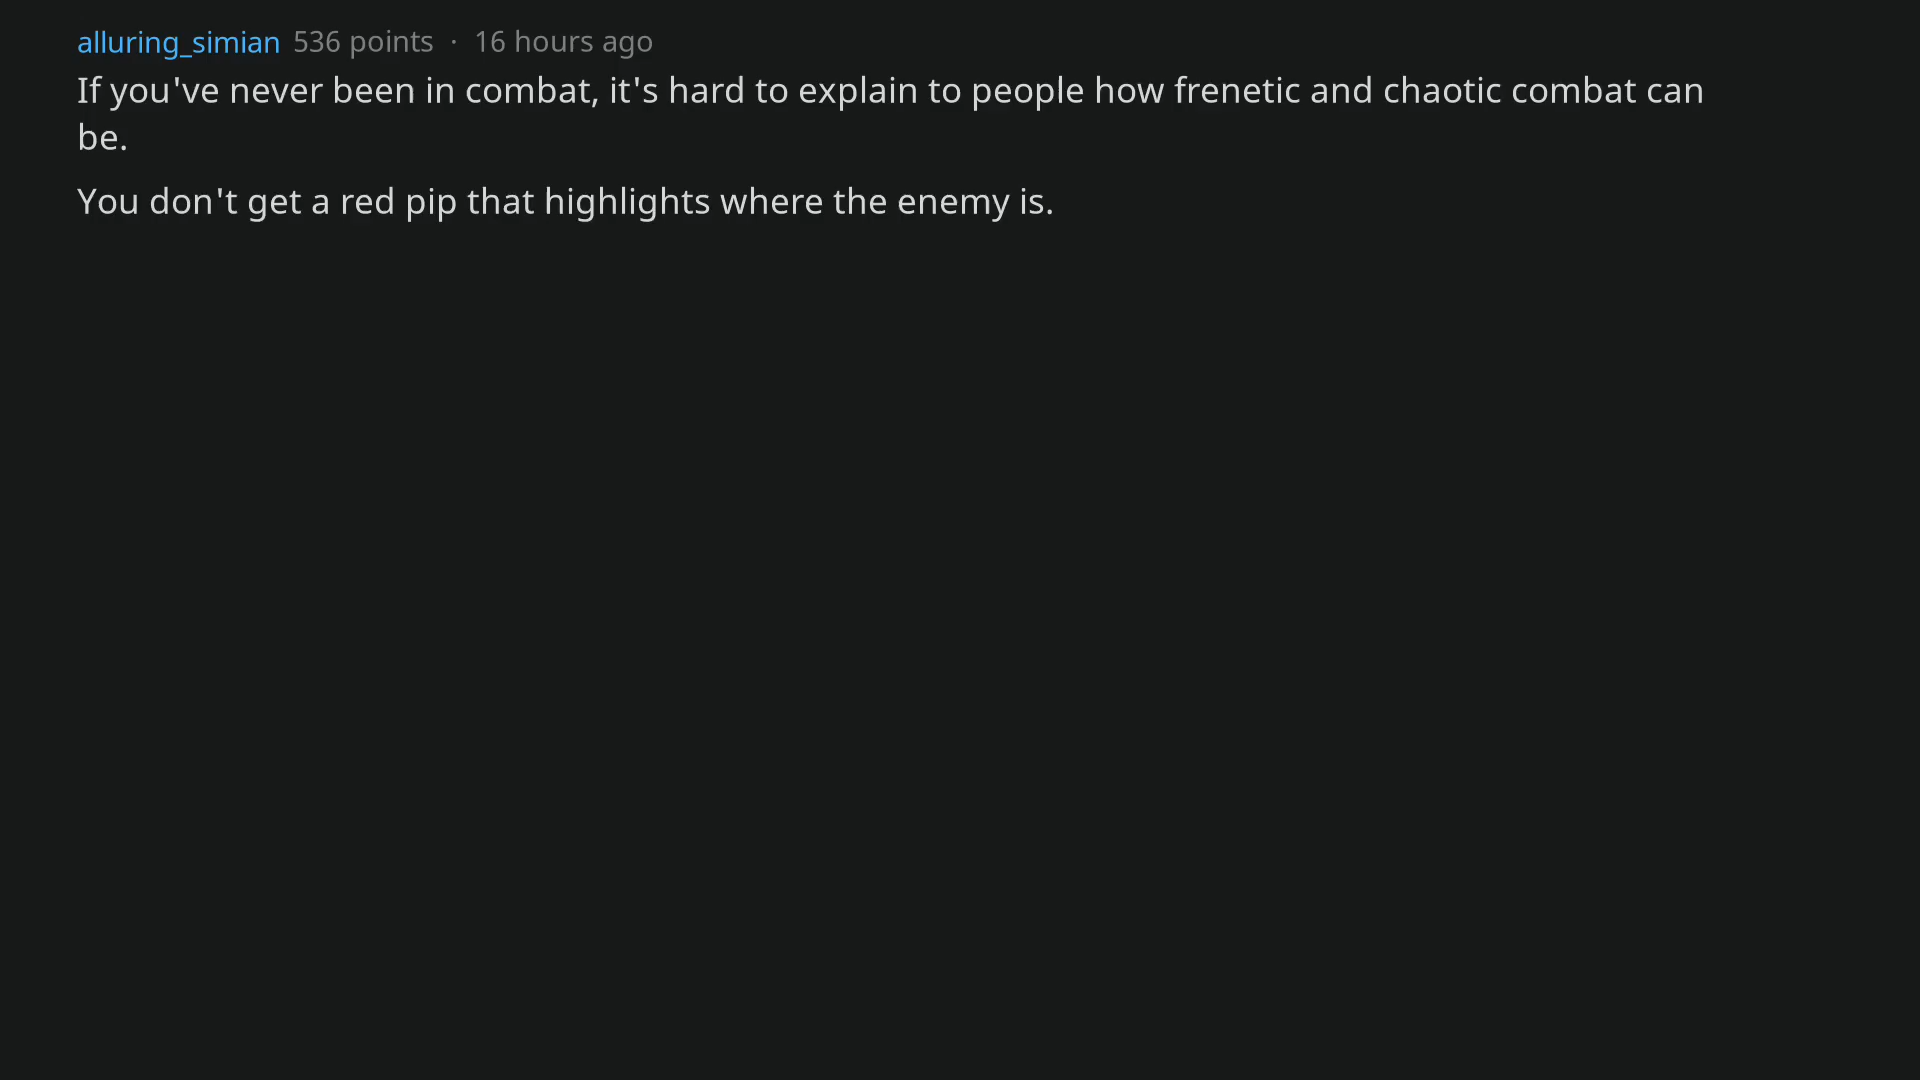 alluring_simian 536 points · 16 hours ago
If you've never been in combat, it's hard to explain to people how frenetic and chaotic combat can
be.
You don't get a red pip that highlights where the enemy is.